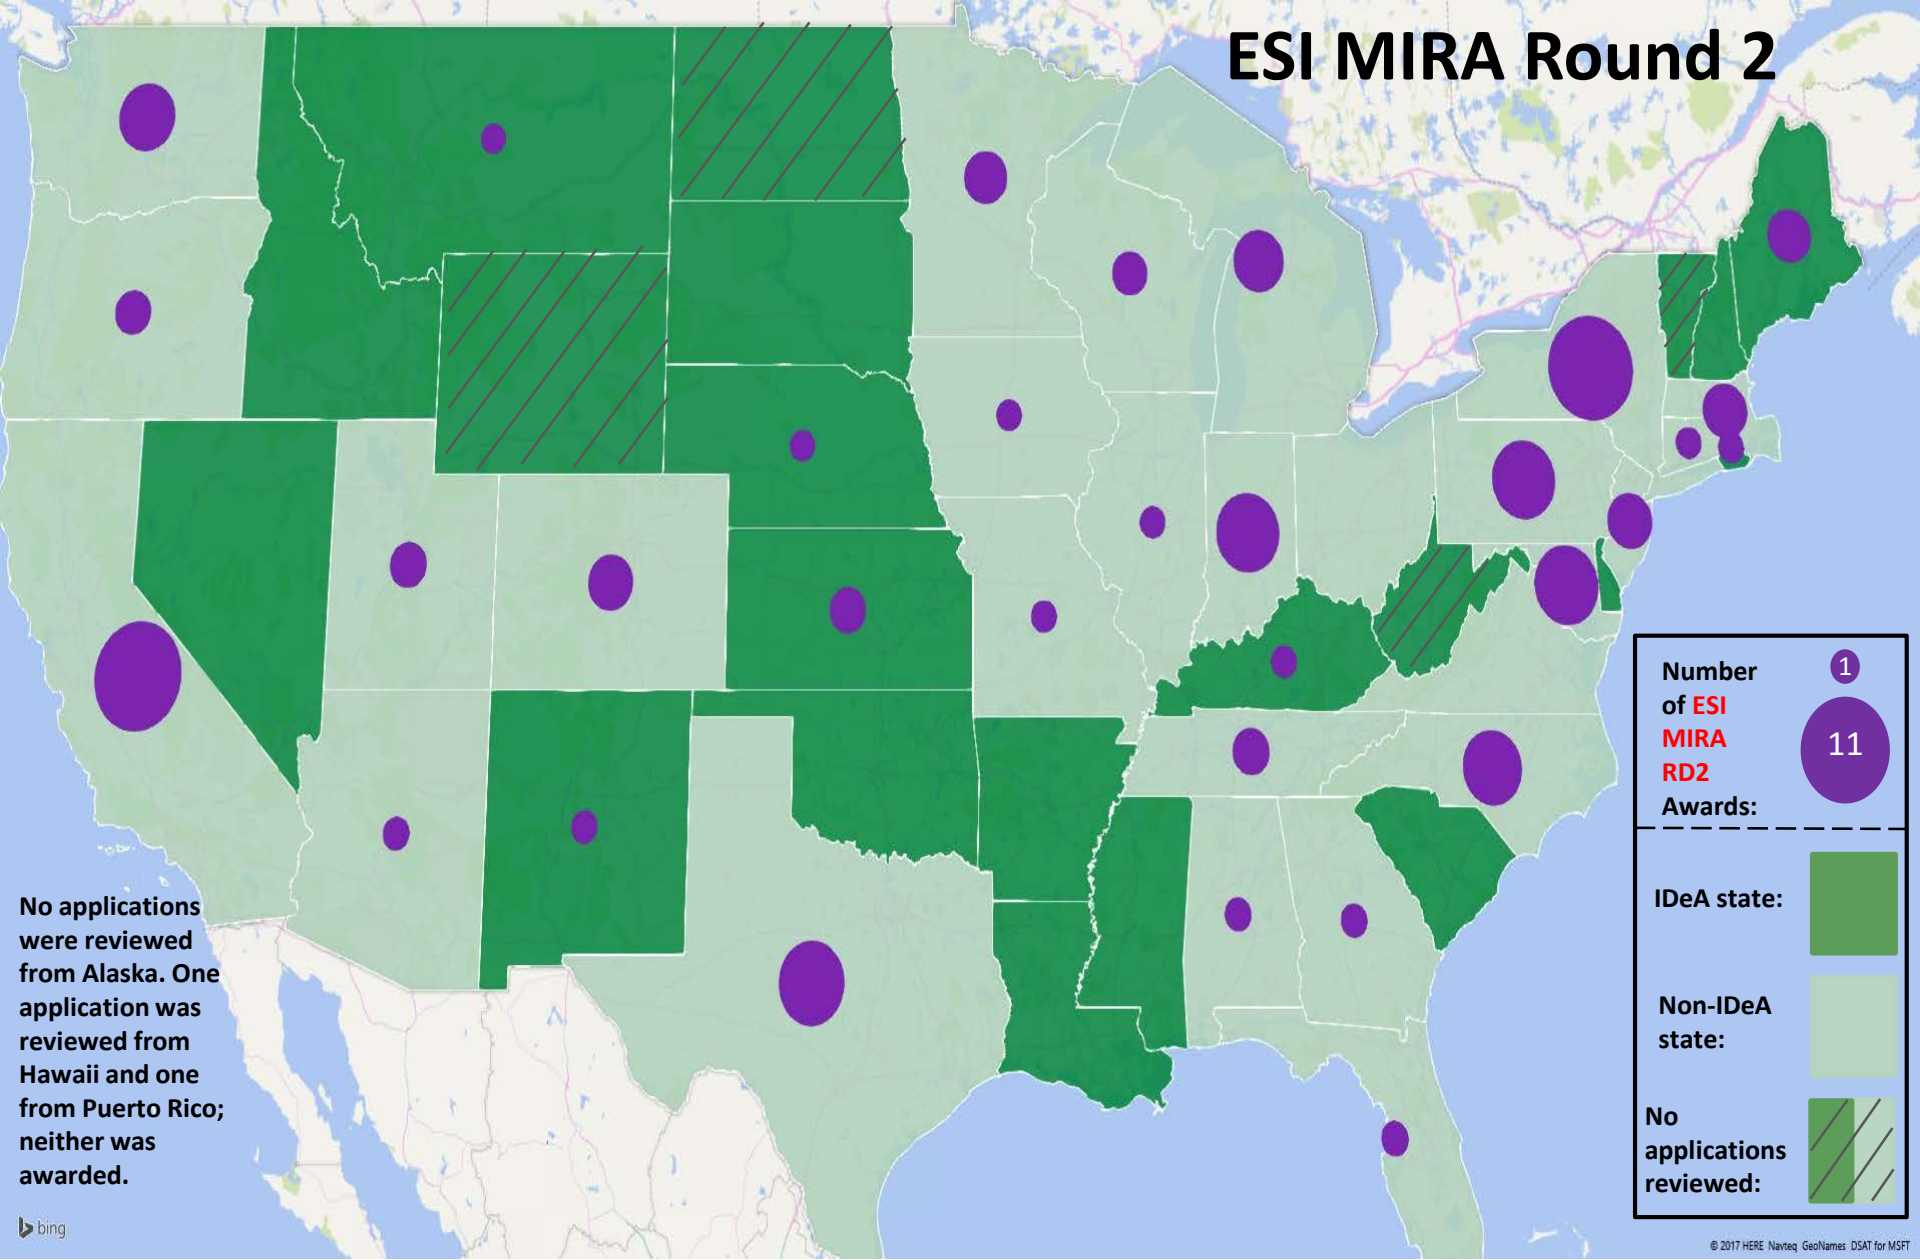 ESI MIRA Round 2
Number
of ESI
MIRA
RD2
Awards:
1
11
IDeA state:
Non-IDeA
state:
No
applications
reviewed:
No applications
were reviewed
from Alaska. One
application was
reviewed from
Hawaii and one
from Puerto Rico;
neither was
awarded.
bing
© 2017 HERE Navteq GeoNames DSAT for MSFT